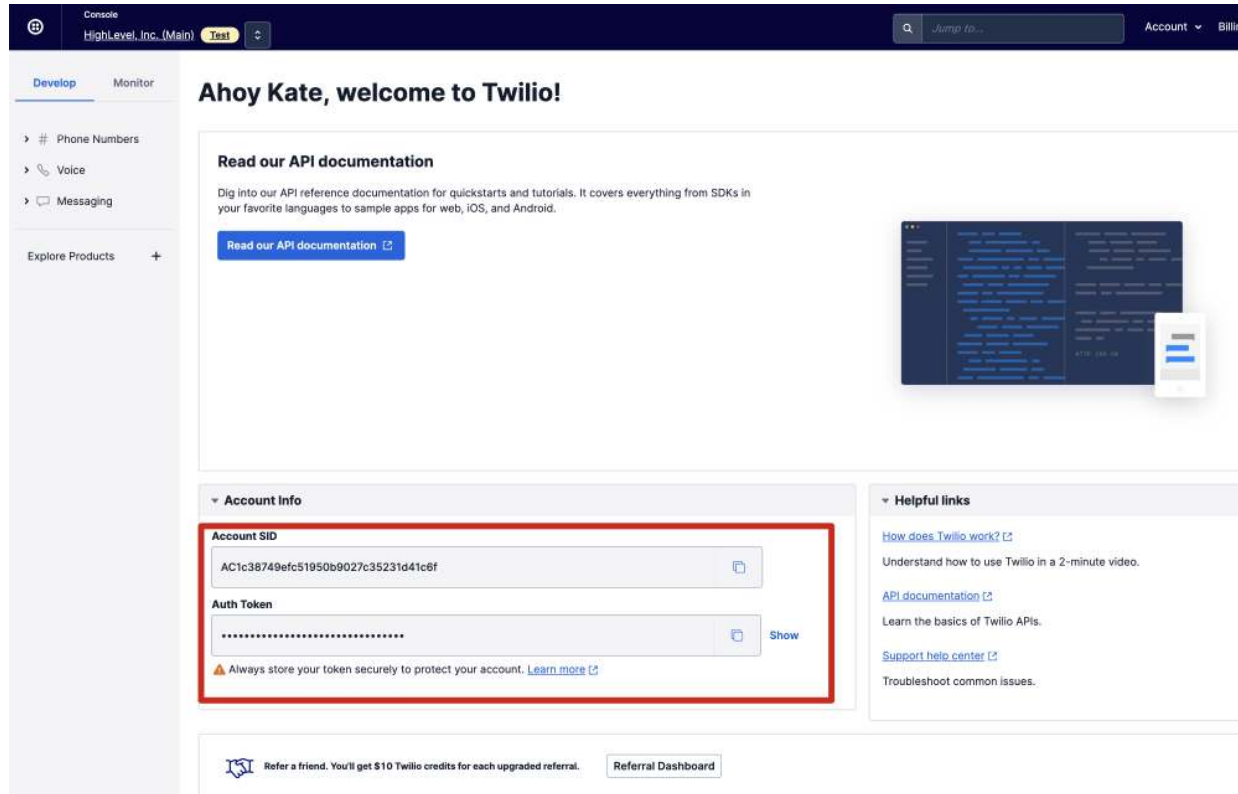 Console
HighLevel, Inc. (Main) Test
Jump to...
Account
Develop Monitor
# Phone Numbers
Voice
Messaging
Explore Products +
Ahoy Kate, welcome to Twilio!
Read our API documentation
Dig into our API reference documentation for quickstarts and tutorials. It covers everything from SDKs in
your favorite languages to sample apps for web, iOS, and Android.
Read our API documentation
Account Info
Account SID
AC1c38749efc51950b9027c35231d41c6f
Auth Token
••••••••••••••••••••••••••••••••
Show
Always store your token securely to protect your account. Learn more
Helpful links
How does Twilio work?
Understand how to use Twilio in a 2-minute video.
API documentation
Learn the basics of Twilio APIs.
Support help center
Troubleshoot common issues.
Refer a friend. You'll get $10 Twilio credits for each upgraded referral.
Referral Dashboard